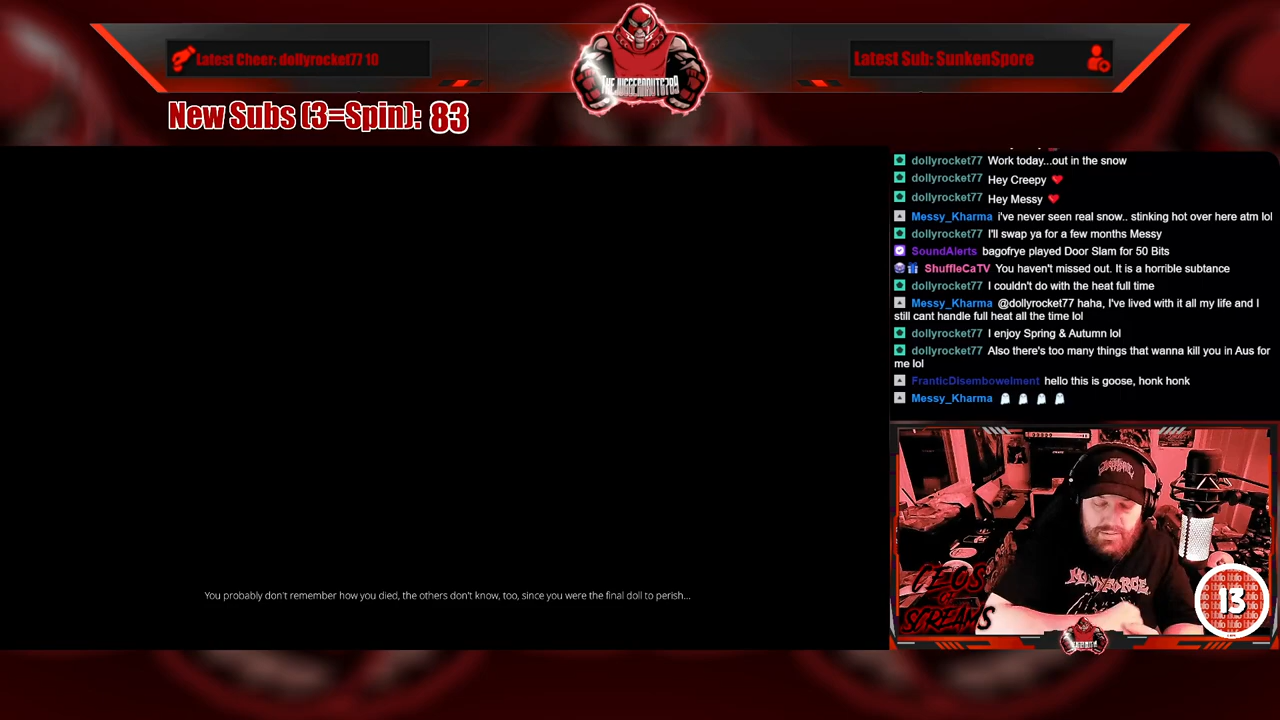 Latest Cheer: dollyrocket77 10
THEJUGGERNAUT6789
Latest Sub: SunkenSpore
New Subs (3=Spin): 83
dollyrocket77 Work today...out in the snow
dollyrocket77 Hey Creepy
dollyrocket77 Hey Messy
Messy_Kharma i've never seen real snow.. stinking hot over here atm lol
dollyrocket77 I'll swap ya for a few months Messy
SoundAlerts bagofrye played Door Slam for 50 Bits
ShuffleCaTV You haven't missed out. It is a horrible subtance
dollyrocket77 I couldn't do with the heat full time
Messy_Kharma @dollyrocket77 haha, I've lived with it all my life and I
still cant handle full heat all the time lol
dollyrocket77 I enjoy Spring & Autumn lol
dollyrocket77 Also there's too many things that wanna kill you in Aus for
me lol
FranticDisembowelment hello this is goose, honk honk
Messy_Kharma
CEOS
OF
SCREAMS
13
You probably don't remember how you died, the others don't know, too, since you were the final doll to perish...